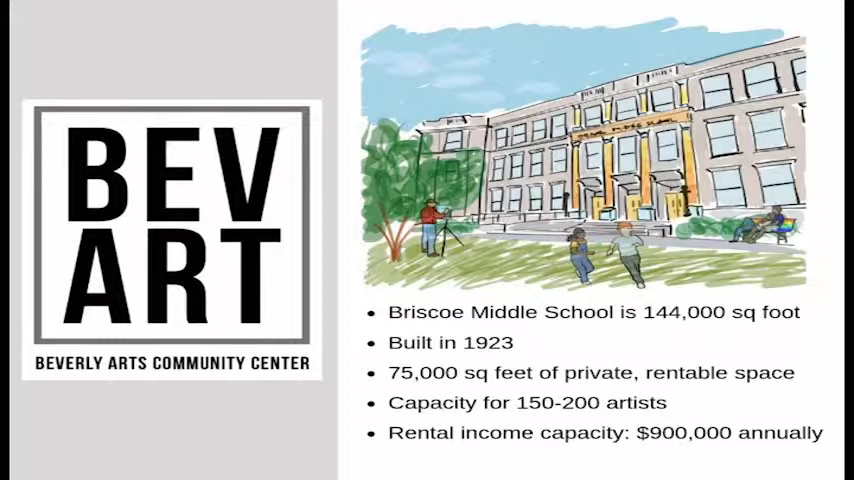 BEV
ART
BEVERLY ARTS COMMUNITY CENTER
• Briscoe Middle School is 144,000 sq foot
• Built in 1923
• 75,000 sq feet of private, rentable space
• Capacity for 150-200 artists
• Rental income capacity: $900,000 annually